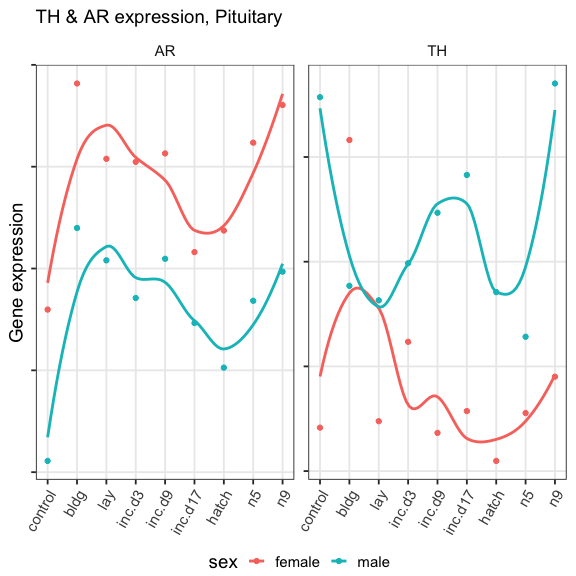 TH & AR expression, Pituitary
AR
TH
Gene expression
control
bldg
lay
inc.d3
inc.d9
inc.d17
hatch
n5
n9
control
bldg
lay
inc.d3
inc.d9
inc.d17
hatch
n5
n9
sex female male